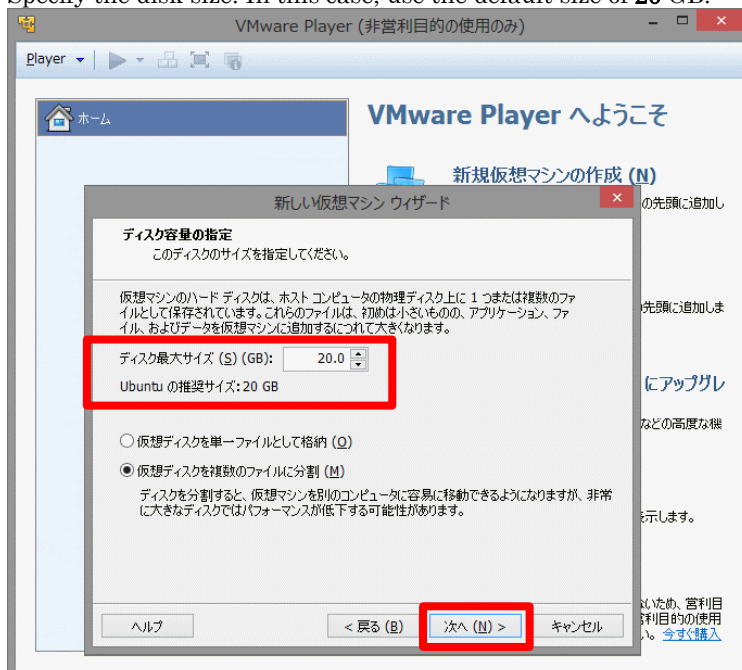 Specify the disk size. In this case, use the default size of 20 GB.
VMware Player (非営利目的の使用のみ)
Player
ホーム
VMware Player へようこそ
新規仮想マシンの作成 (N)
の先頭に追加し
新しい仮想マシン ウィザード
ディスク容量の指定
このディスクのサイズを指定してください。
仮想マシンのハード ディスクは、ホスト コンピュータの物理ディスク上に 1 つまたは複数のファ
イルとして保存されています。これらのファイルは、初めは小さいものの、アプリケーション、ファ
イル、およびデータを仮想マシンに追加するにつれて大きくなります。
先頭に追加しま
ディスク最大サイズ (S) (GB): 20.0
Ubuntu の推奨サイズ: 20 GB
にアップグレ
などの高度な機
仮想ディスクを単一ファイルとして格納 (O)
仮想ディスクを複数のファイルに分割 (M)
ディスクを分割すると、仮想マシンを別のコンピュータに容易に移動できるようになりますが、非常
に大きなディスクではパフォーマンスが低下する可能性があります。
示します。
ないため、営利目
営利目的の使用
い。今すぐ購入
ヘルプ
< 戻る (B)
次へ (N) >
キャンセル